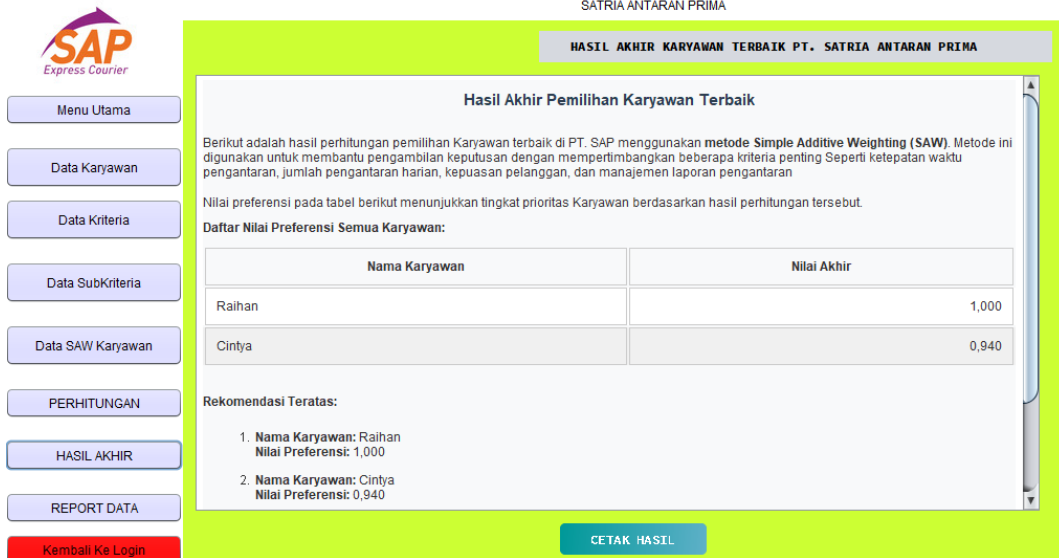 SATRIA ANTARAN PRIMA
SAP
Express Courier
HASIL AKHIR KARYAWAN TERBAIK PT. SATRIA ANTARAN PRIMA
Menu Utama
Data Karyawan
Data Kriteria
Data SubKriteria
Data SAW Karyawan
PERHITUNGAN
HASIL AKHIR
REPORT DATA
Kembali Ke Login
Hasil Akhir Pemilihan Karyawan Terbaik
Berikut adalah hasil perhitungan pemilihan Karyawan terbaik di PT. SAP menggunakan metode Simple Additive Weighting (SAW). Metode ini
digunakan untuk membantu pengambilan keputusan dengan mempertimbangkan beberapa kriteria penting Seperti ketepatan waktu
pengantaran, jumlah pengantaran harian, kepuasan pelanggan, dan manajemen laporan pengantaran
Nilai preferensi pada tabel berikut menunjukkan tingkat prioritas Karyawan berdasarkan hasil perhitungan tersebut.
Daftar Nilai Preferensi Semua Karyawan:
Nama Karyawan Nilai Akhir
Raihan 1,000
Cintya 0,940
Rekomendasi Teratas:
1. Nama Karyawan: Raihan
Nilai Preferensi: 1,000
2. Nama Karyawan: Cintya
Nilai Preferensi: 0,940
CETAK HASIL